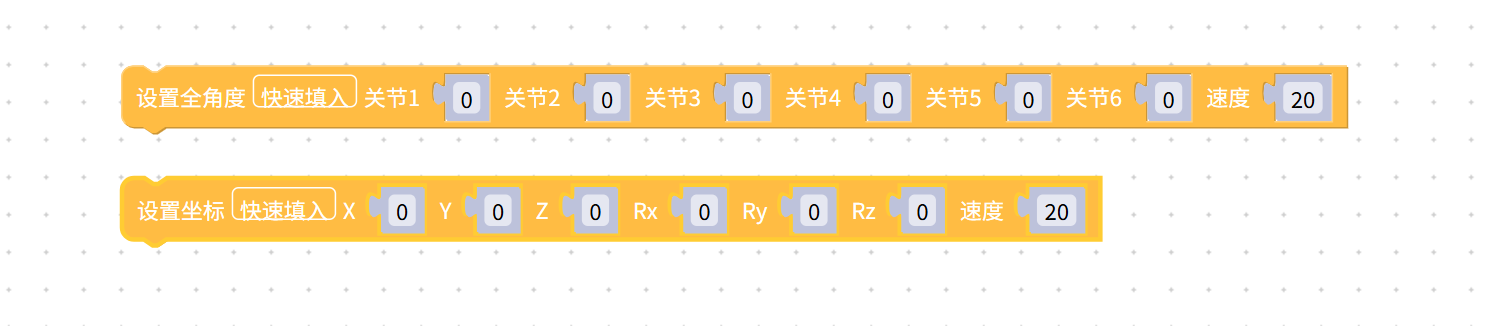 设置全角度 快速填入 关节1 0 关节2 0 关节3 0 关节4 0 关节5 0 关节6 0 速度 20
设置坐标 快速填入 X 0 Y 0 Z 0 Rx 0 Ry 0 Rz 0 速度 20